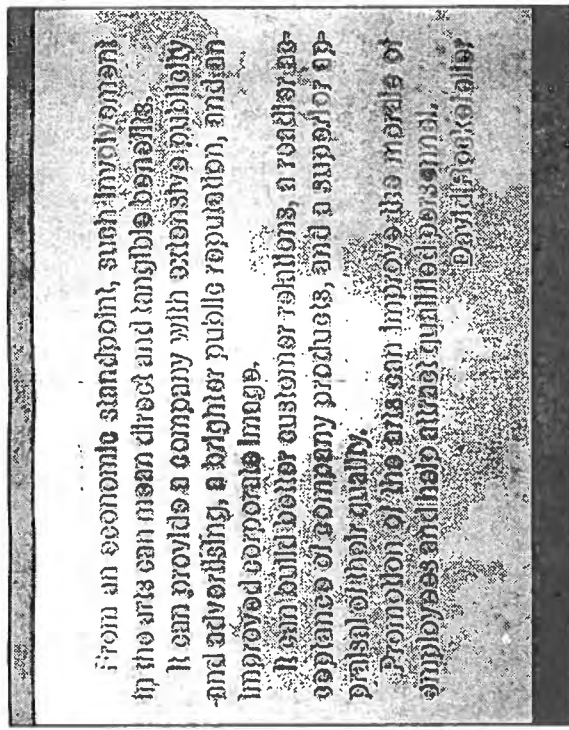 From an economic standpoint, such involvement
in the arts can mean direct and tangible benefits.
It can provide a company with extensive publicity
and advertising, a brighter public reputation, and an
improved corporate image.
It can build better customer relations, a readier ac-
ceptance of company products, and a superior ap-
praisal of their quality.
Promotion of the arts can improve the morale of
employees and help attract qualified personnel.
David Rockefeller